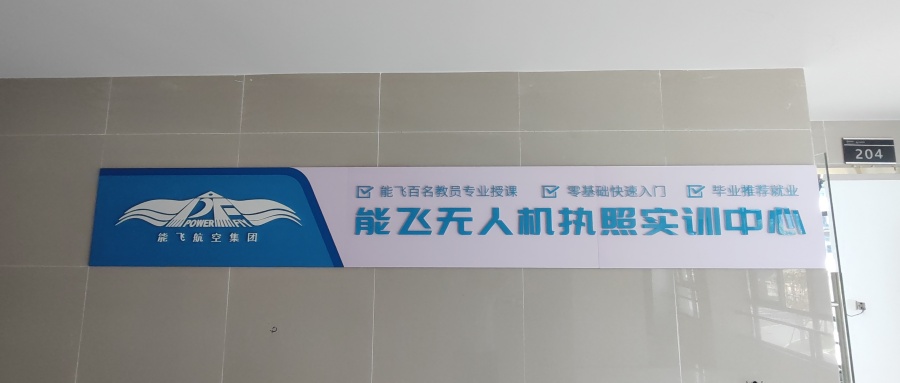 204
☑ 能飞百名教员专业授课 ☑ 零基础快速入门 ☑ 毕业推荐就业
能飞无人机执照实训中心
PF
POWER FLY
能飞航空集团